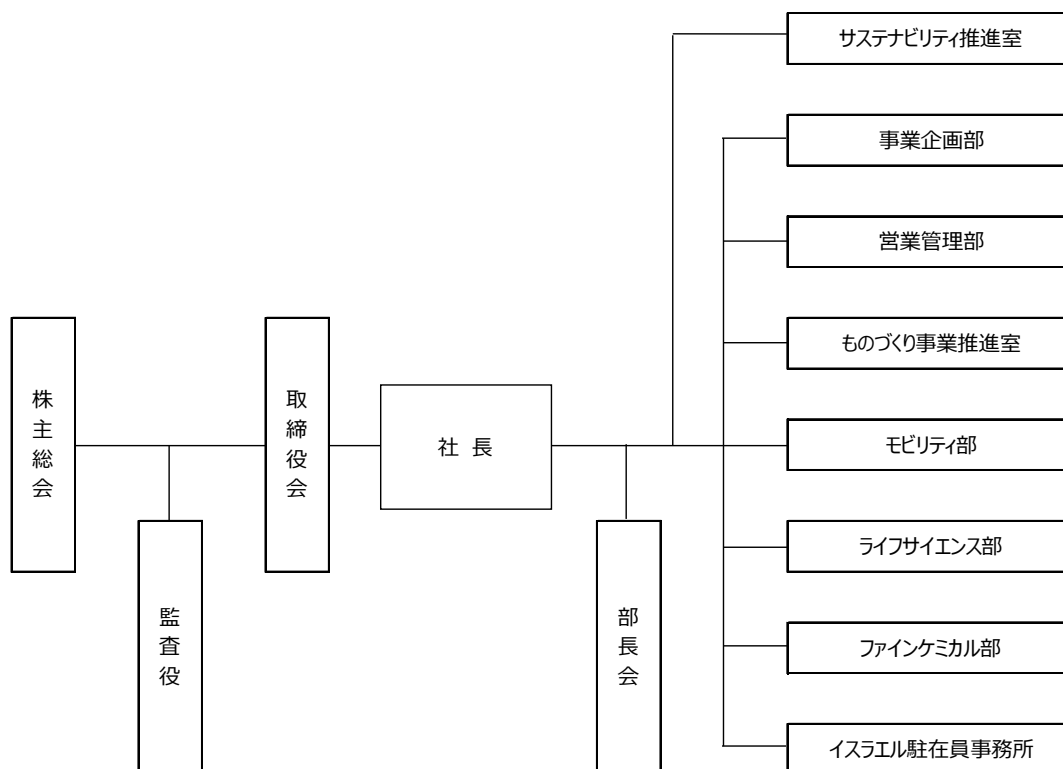 サステナビリティ推進室
事業企画部
営業管理部
ものづくり事業推進室
株主総会
取締役会
社 長
モビリティ部
監査役
部長会
ライフサイエンス部
ファインケミカル部
イスラエル駐在員事務所